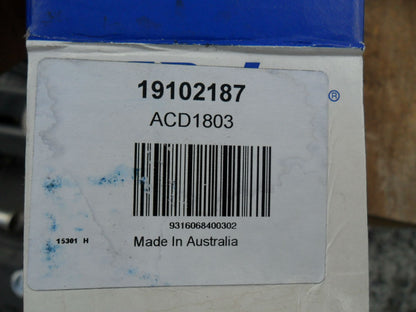 19102187
®
ACD1803
9316068400302
15301 H
Made In Australia